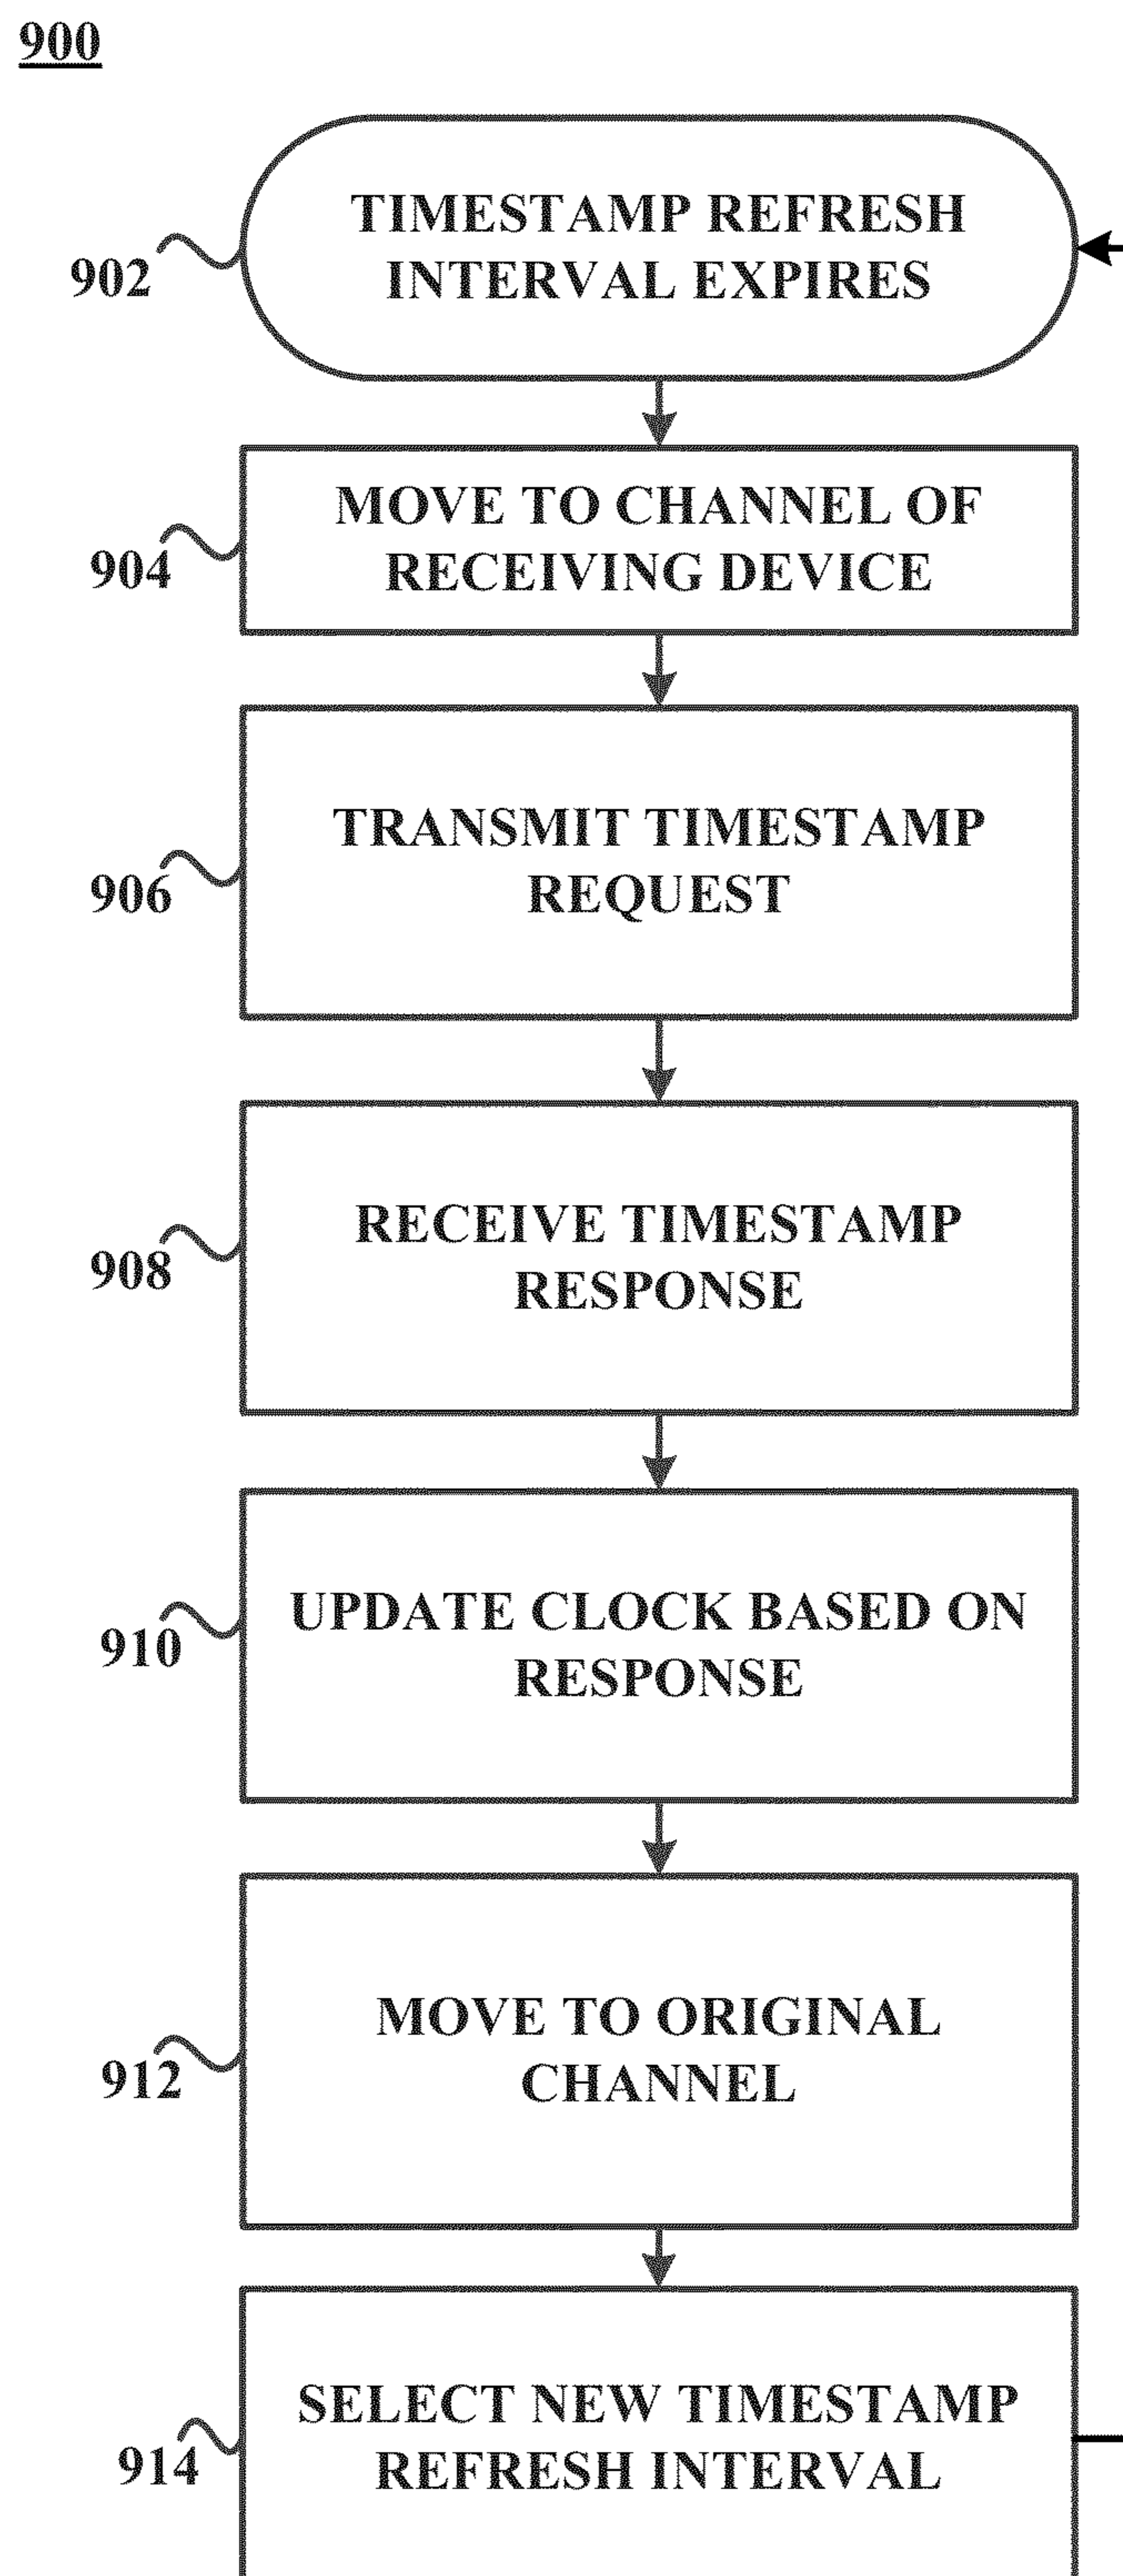 900
TIMESTAMP REFRESH
INTERVAL EXPIRES
902
MOVE TO CHANNEL OF
RECEIVING DEVICE
904
TRANSMIT TIMESTAMP
REQUEST
906
RECEIVE TIMESTAMP
RESPONSE
908
UPDATE CLOCK BASED ON
RESPONSE
910
MOVE TO ORIGINAL
CHANNEL
912
SELECT NEW TIMESTAMP
REFRESH INTERVAL
914